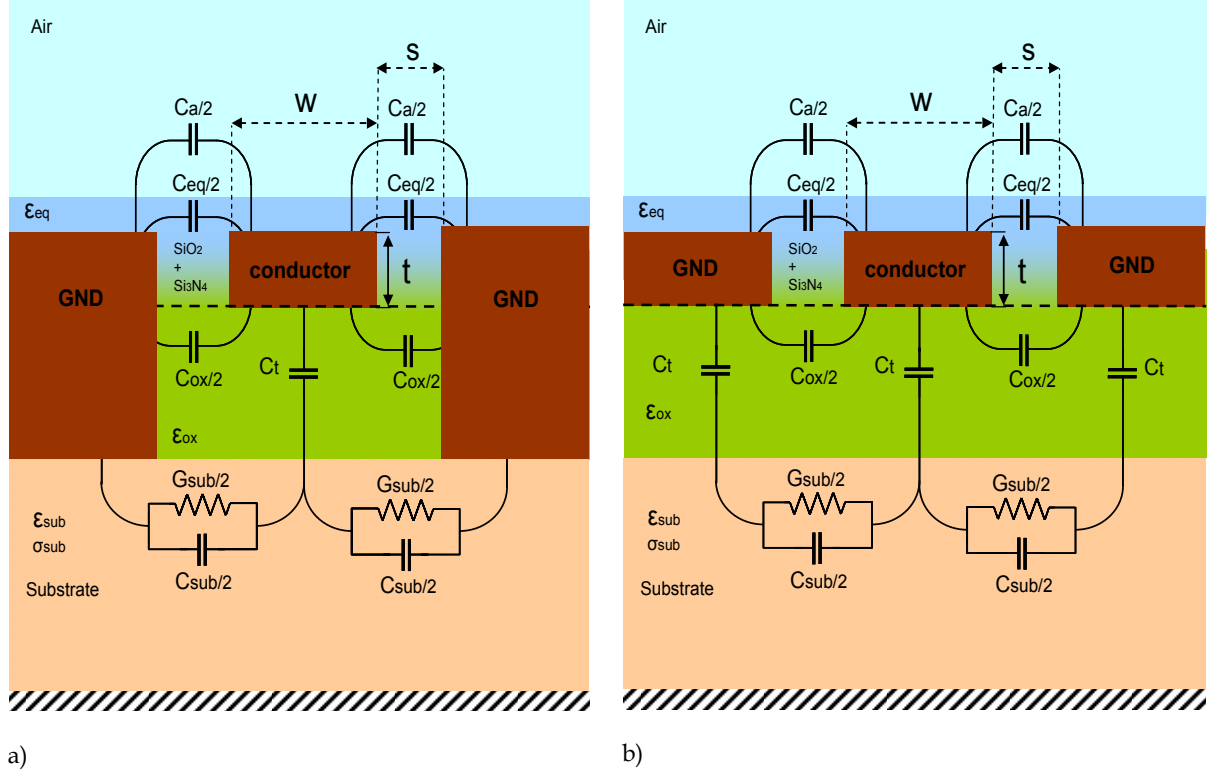 Air
S
W
Ca/2
Ca/2
Ceq/2
Ceq/2
εeq
SiO2
+
Si3N4
conductor
t
GND
GND
Cox/2
Ct
Cox/2
εox
Gsub/2
Gsub/2
εsub
σsub
Csub/2
Csub/2
Substrate
a)
Air
S
W
Ca/2
Ca/2
Ceq/2
Ceq/2
εeq
SiO2
+
Si3N4
GND
conductor
t
GND
Ct
Cox/2
Ct
Cox/2
Ct
εox
Gsub/2
Gsub/2
εsub
σsub
Csub/2
Csub/2
Substrate
b)